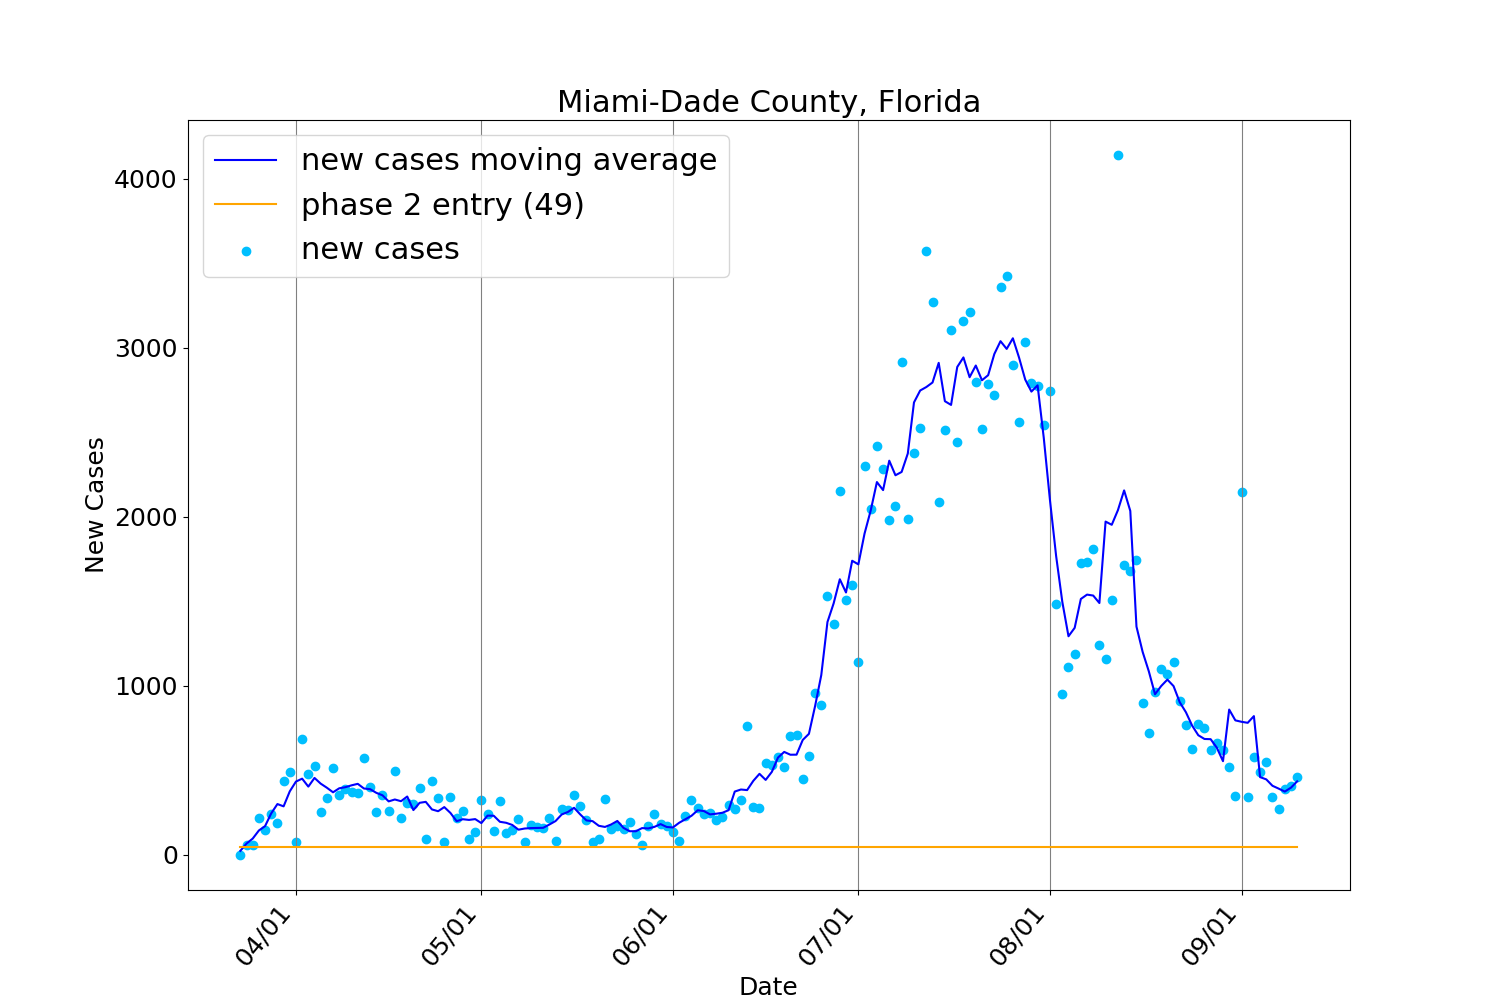 Miami-Dade County, Florida
new cases moving average
phase 2 entry (49)
new cases
4000
3000
2000
1000
0
New Cases
04/01
05/01
06/01
07/01
08/01
09/01
Date